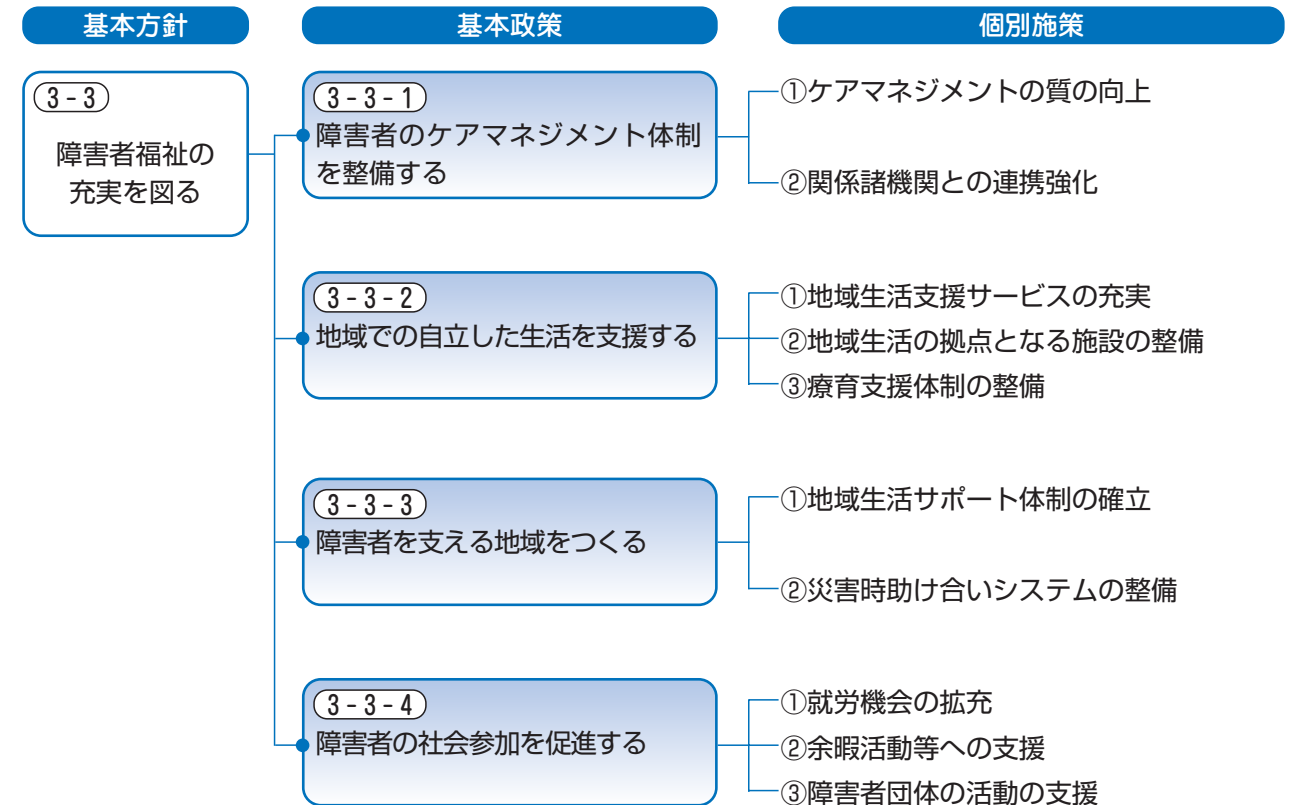 基本方針
基本政策
個別施策
3-3
障害者福祉の
充実を図る
3-3-1
障害者のケアマネジメント体制
を整備する
①ケアマネジメントの質の向上
②関係諸機関との連携強化
3-3-2
地域での自立した生活を支援する
①地域生活支援サービスの充実
②地域生活の拠点となる施設の整備
③療育支援体制の整備
3-3-3
障害者を支える地域をつくる
①地域生活サポート体制の確立
②災害時助け合いシステムの整備
3-3-4
障害者の社会参加を促進する
①就労機会の拡充
②余暇活動等への支援
③障害者団体の活動の支援